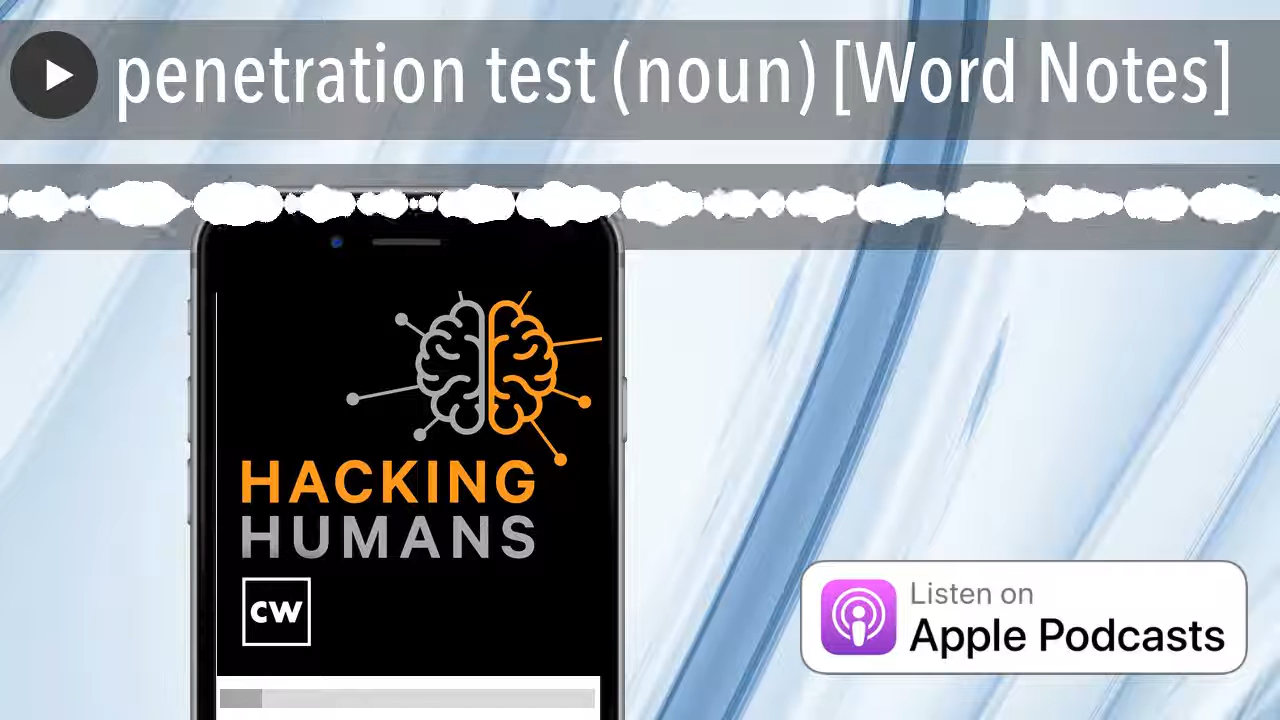 penetration test (noun) [Word Notes]
HACKING
HUMANS
CW
Listen on
Apple Podcasts